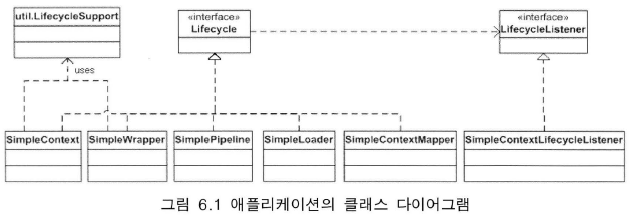 util.LifecycleSupport
«interface»
Lifecycle
«interface»
LifecycleListener
uses
SimpleContext
SimpleWrapper
SimplePipeline
SimpleLoader
SimpleContextMapper
SimpleContextLifecycleListener
그림 6.1 애플리케이션의 클래스 다이어그램